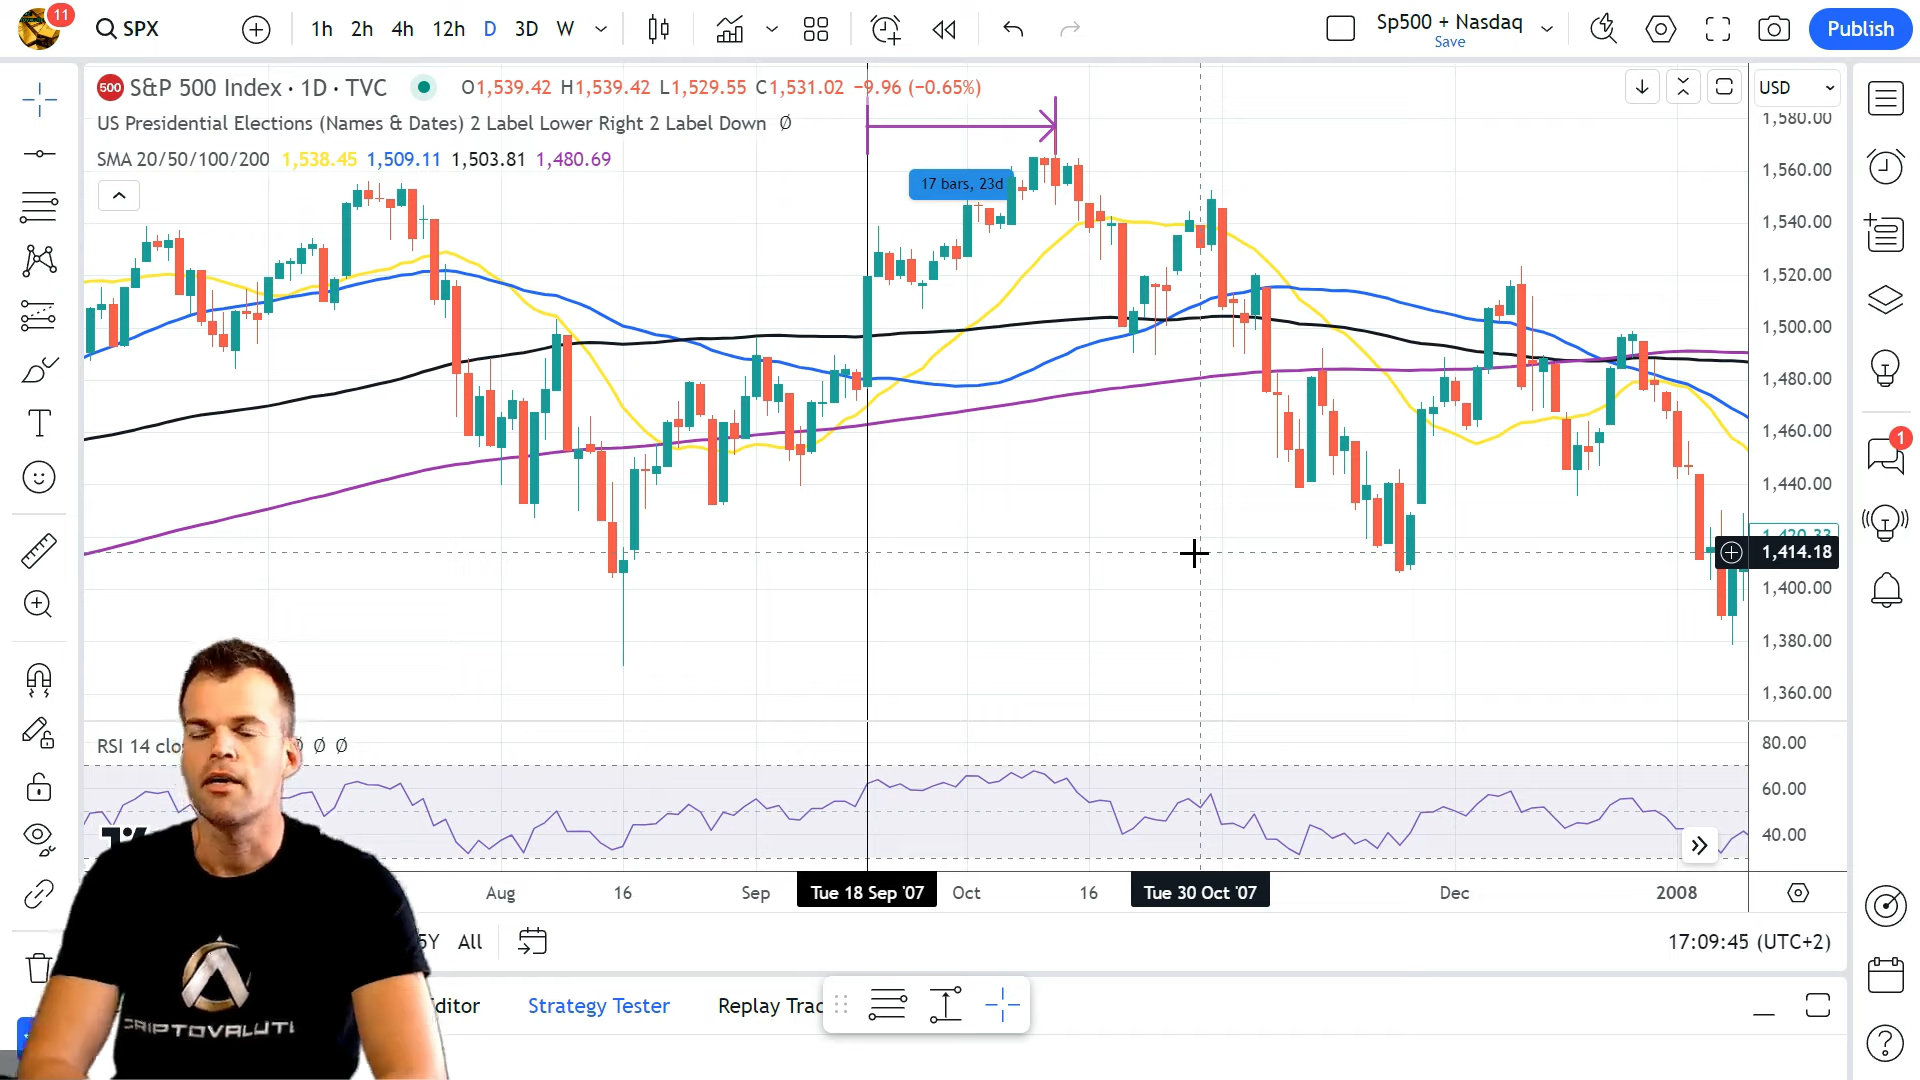 11
SPX
1h 2h 4h 12h D 3D W
Sp500 + Nasdaq
Save
Publish
500 S&P 500 Index · 1D · TVC O1,539.42 H1,539.42 L1,529.55 C1,531.02 −9.96 (−0.65%)
USD
US Presidential Elections (Names & Dates) 2 Label Lower Right 2 Label Down Ø
SMA 20/50/100/200 1,538.45 1,509.11 1,503.81 1,480.69
17 bars, 23d
1,580.00
1,560.00
1,540.00
1,520.00
1,500.00
1,480.00
1,460.00
1,440.00
1,420.33
1,414.18
1,400.00
1,380.00
1,360.00
1
RSI 14 clo Ø Ø Ø
80.00
60.00
40.00
Aug 16 Sep Tue 18 Sep '07 Oct 16 Tue 30 Oct '07 Dec 2008
5Y All
17:09:45 (UTC+2)
ditor Strategy Tester Replay Trad
CRIPTOVALUTI